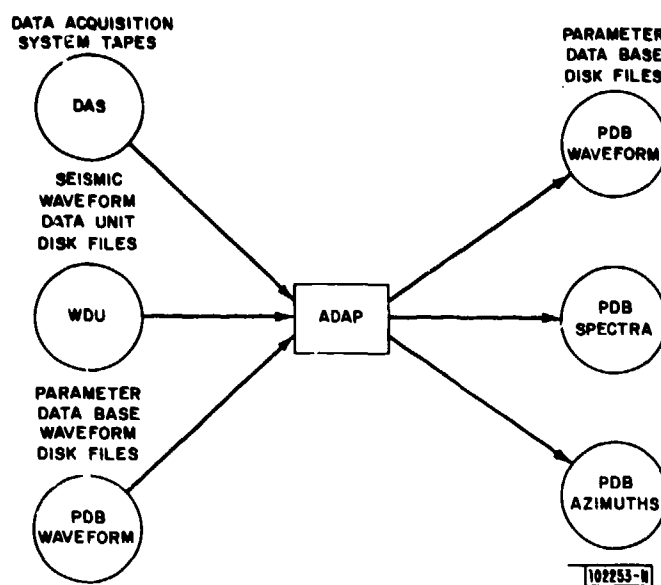 DATA ACQUISITION
SYSTEM TAPES
DAS
SEISMIC
WAVEFORM
DATA UNIT
DISK FILES
WDU
PARAMETER
DATA BASE
WAVEFORM
DISK FILES
PDB
WAVEFORM
ADAP
PARAMETER
DATA BASE
DISK FILES
PDB
WAVEFORM
PDB
SPECTRA
PDB
AZIMUTHS
102253-N